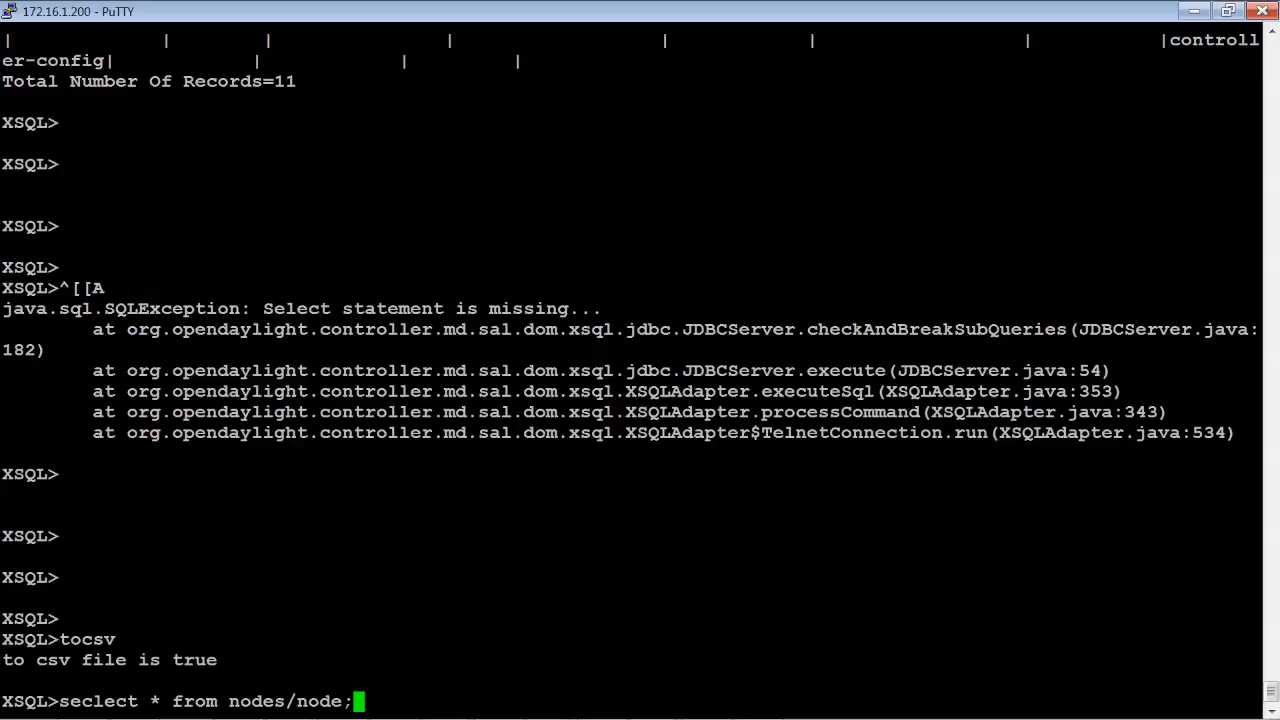 172.16.1.200 - PuTTY
| | | | | | | |controll
er-config| | | |
Total Number Of Records=11
XSQL>
XSQL>
XSQL>
XSQL>
XSQL>^[[A
java.sql.SQLException: Select statement is missing...
at org.opendaylight.controller.md.sal.dom.xsql.jdbc.JDBCServer.checkAndBreakSubQueries(JDBCServer.java:
182)
at org.opendaylight.controller.md.sal.dom.xsql.jdbc.JDBCServer.execute(JDBCServer.java:54)
at org.opendaylight.controller.md.sal.dom.xsql.XSQLAdapter.executeSql(XSQLAdapter.java:353)
at org.opendaylight.controller.md.sal.dom.xsql.XSQLAdapter.processCommand(XSQLAdapter.java:343)
at org.opendaylight.controller.md.sal.dom.xsql.XSQLAdapter$TelnetConnection.run(XSQLAdapter.java:534)
XSQL>
XSQL>
XSQL>
XSQL>
XSQL>tocsv
to csv file is true
XSQL>seclect * from nodes/node;